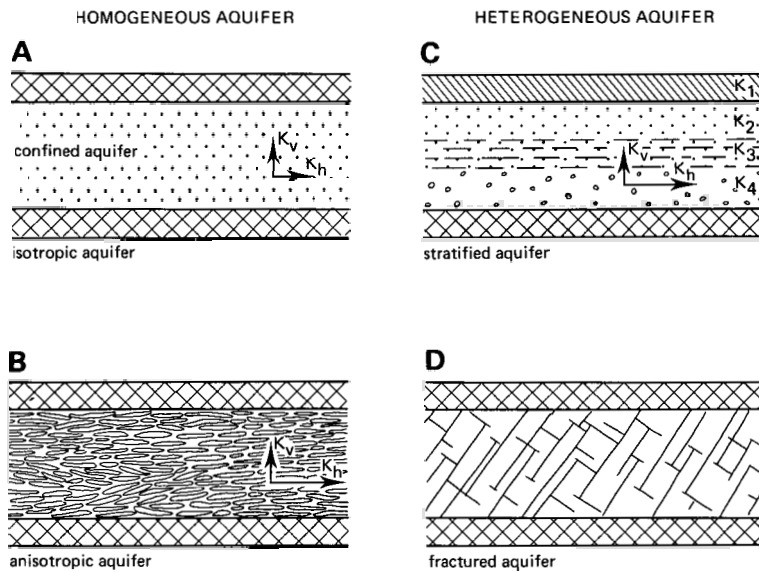 HOMOGENEOUS AQUIFER
HETEROGENEOUS AQUIFER
A
confined aquifer
Kv
Kh
isotropic aquifer
C
K1
K2
Kv
K3
Kh
K4
stratified aquifer
B
Kv
Kh
anisotropic aquifer
D
fractured aquifer